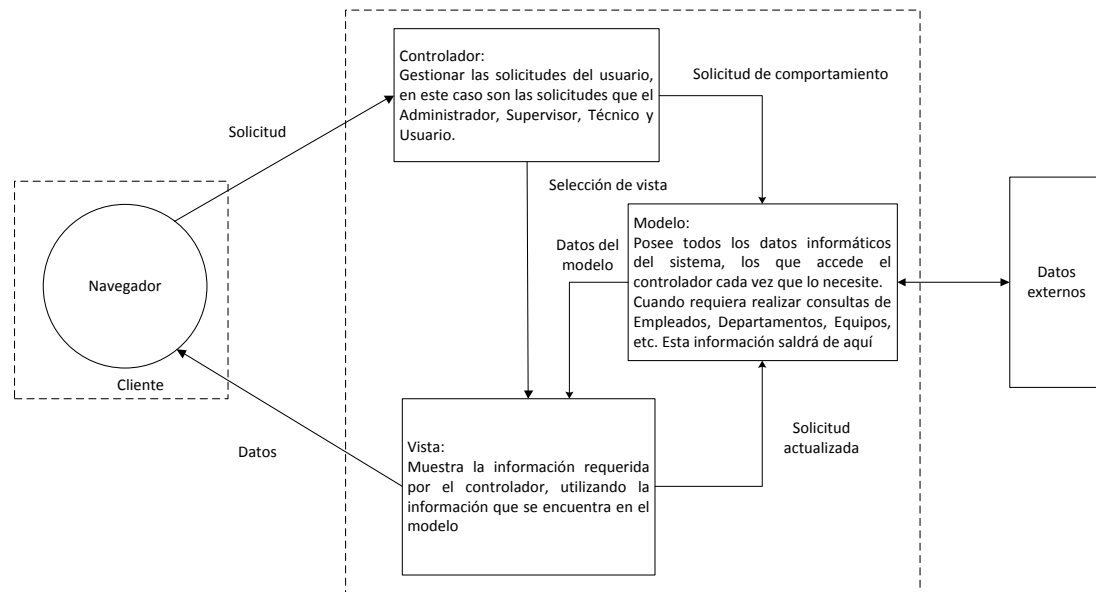 Controlador:
Gestionar las solicitudes del usuario,
en este caso son las solicitudes que el
Administrador, Supervisor, Técnico y
Usuario.
Solicitud de comportamiento
Solicitud
Selección de vista
Navegador
Cliente
Datos del
modelo
Modelo:
Posee todos los datos informáticos
del sistema, los que accede el
controlador cada vez que lo necesite.
Cuando requiera realizar consultas de
Empleados, Departamentos, Equipos,
etc. Esta información saldrá de aquí
Datos
externos
Datos
Vista:
Muestra la información requerida
por el controlador, utilizando la
información que se encuentra en el
modelo
Solicitud
actualizada